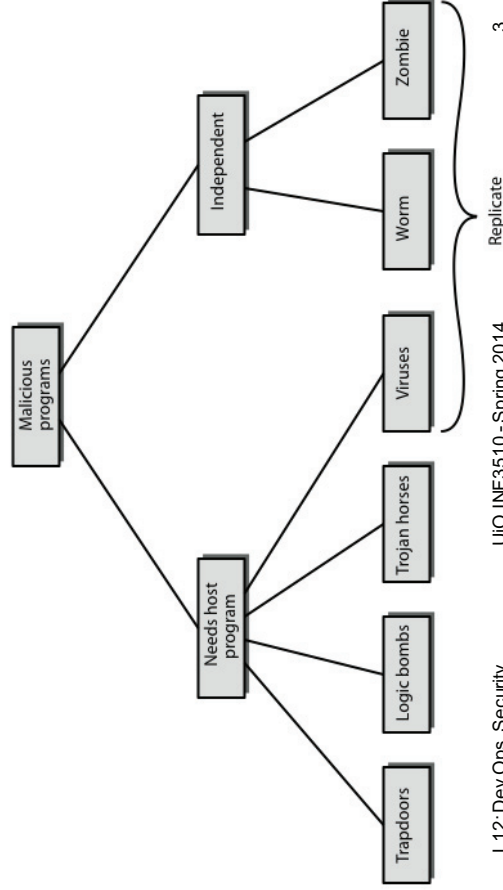 Malicious
programs
Needs host
program
Independent
Trapdoors
Logic bombs
Trojan horses
Viruses
Worm
Zombie
Replicate
L12: Dev.Ops. Security
UiO INF3510 - Spring 2014
3